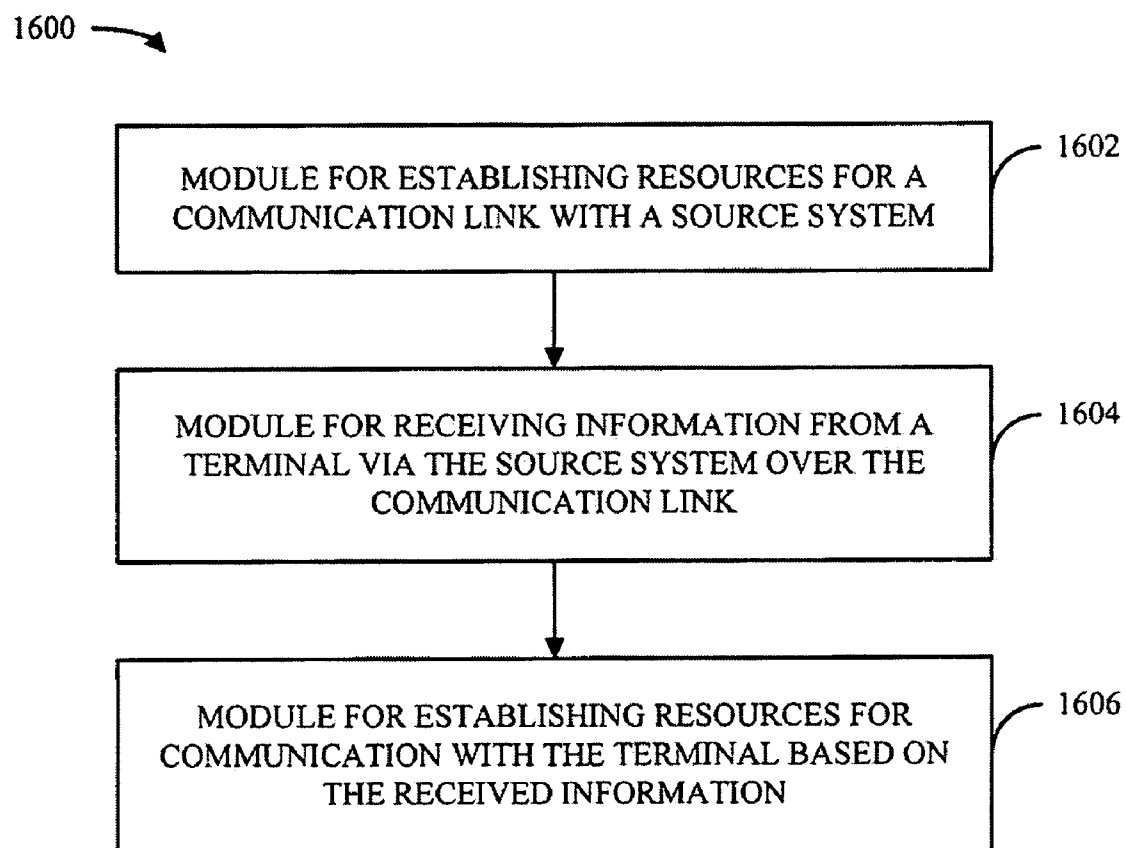 1600
MODULE FOR ESTABLISHING RESOURCES FOR A
COMMUNICATION LINK WITH A SOURCE SYSTEM
1602
MODULE FOR RECEIVING INFORMATION FROM A
TERMINAL VIA THE SOURCE SYSTEM OVER THE
COMMUNICATION LINK
1604
MODULE FOR ESTABLISHING RESOURCES FOR
COMMUNICATION WITH THE TERMINAL BASED ON
THE RECEIVED INFORMATION
1606